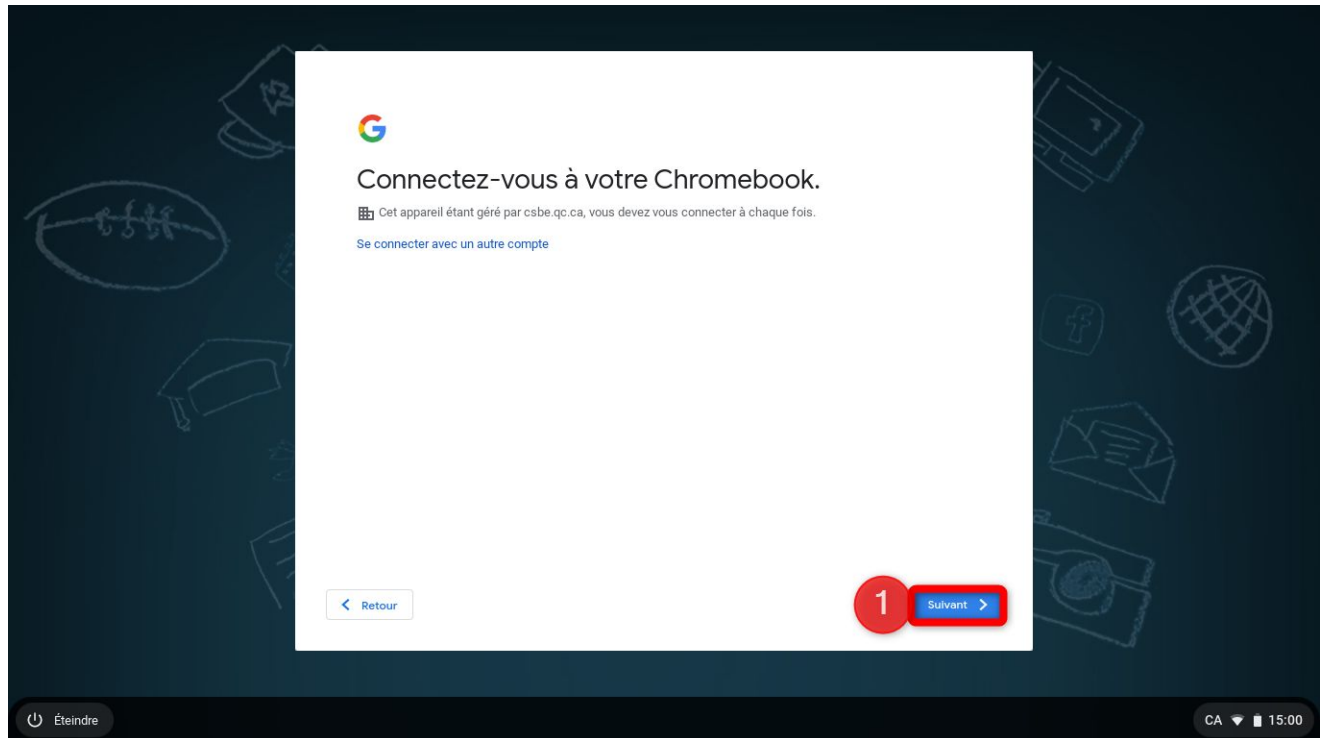 Connectez-vous à votre Chromebook.
Cet appareil étant géré par csbe.qc.ca, vous devez vous connecter à chaque fois.
Se connecter avec un autre compte
Retour
1
Suivant
Éteindre
CA 15:00